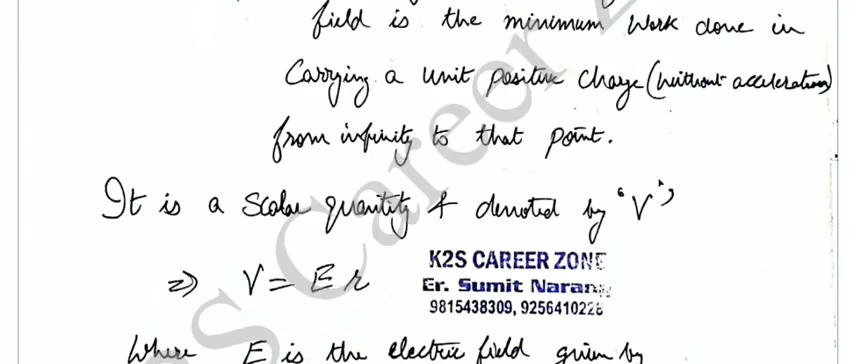 field is the minimum work done in
Carrying a unit positive charge (without acceleration)
from infinity to that point.
It is a Scalar quantity & denoted by 'V'
⇒ V = E r
K2S CAREER ZONE
Er. Sumit Narang
9815438309, 9256410228
Where E is the electric field given by
S Career Z